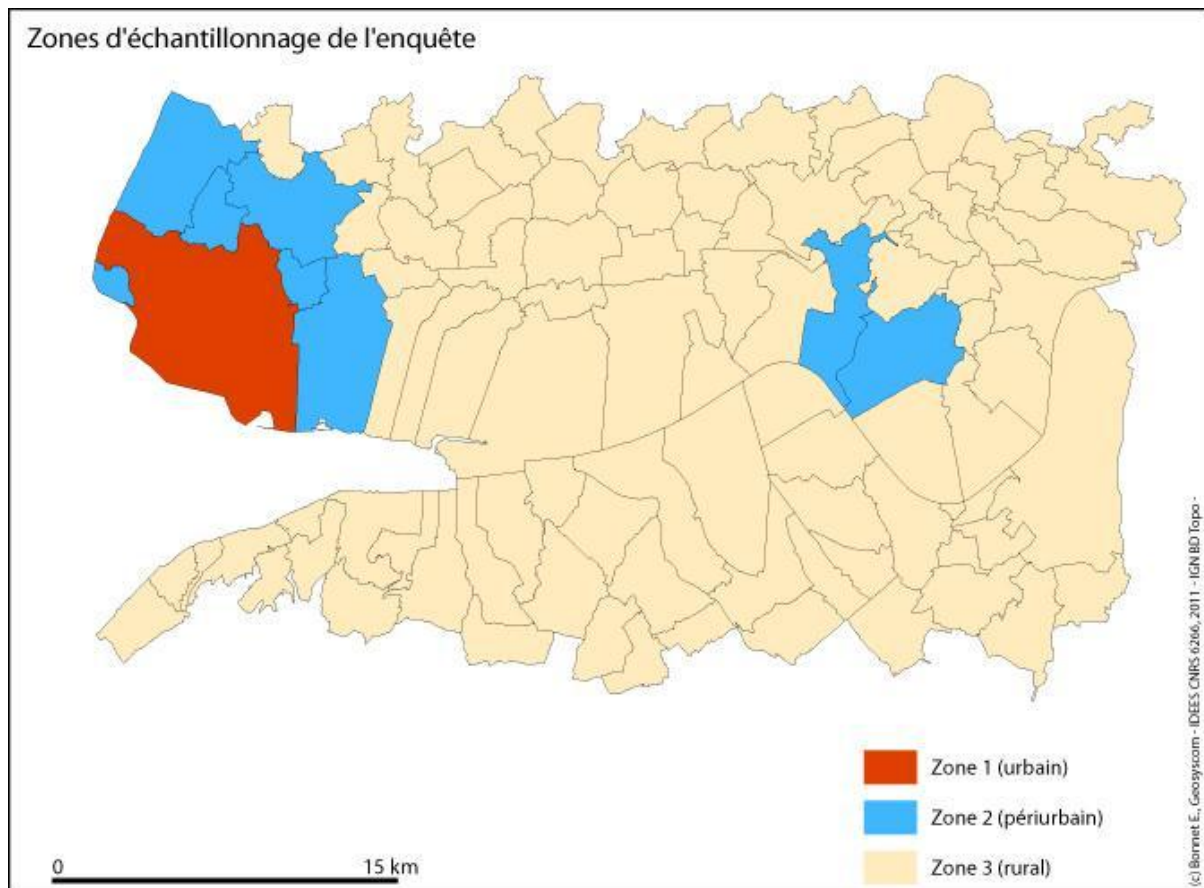 Zones d'échantillonnage de l'enquête
Zone 1 (urbain)
Zone 2 (périurbain)
Zone 3 (rural)
0 15 km
(c) Bonnet E., Geosyscom - IDEES CNRS 6266, 2011 - IGN BD Topo -